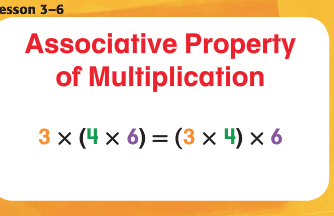 esson 3–6
Associative Property
of Multiplication
3 × (4 × 6) = (3 × 4) × 6